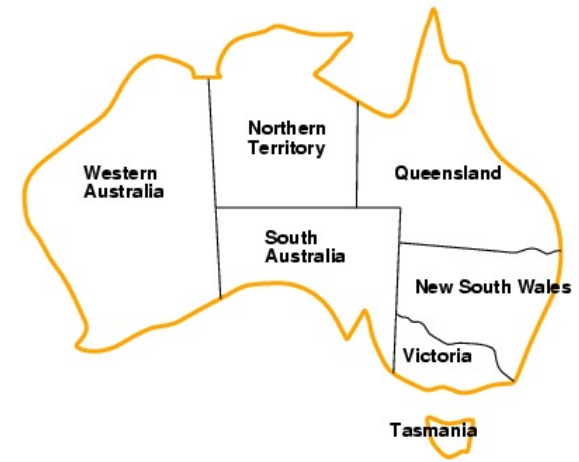 Northern
Territory
Western
Australia
Queensland
South
Australia
New South Wales
Victoria
Tasmania